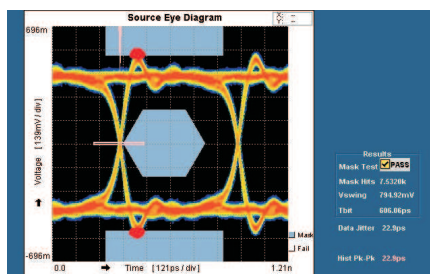 Source Eye Diagram
X:
Y:
696m
Voltage [139mV / div]
-696m
0.0
Time [121ps / div]
1.21n
Mask
Fail
Results
Mask Test PASS
Mask Hits 7.5320k
Vswing 794.92mV
Tbit 606.06ps
Data Jitter 22.9ps
Hist Pk-Pk 22.9ps